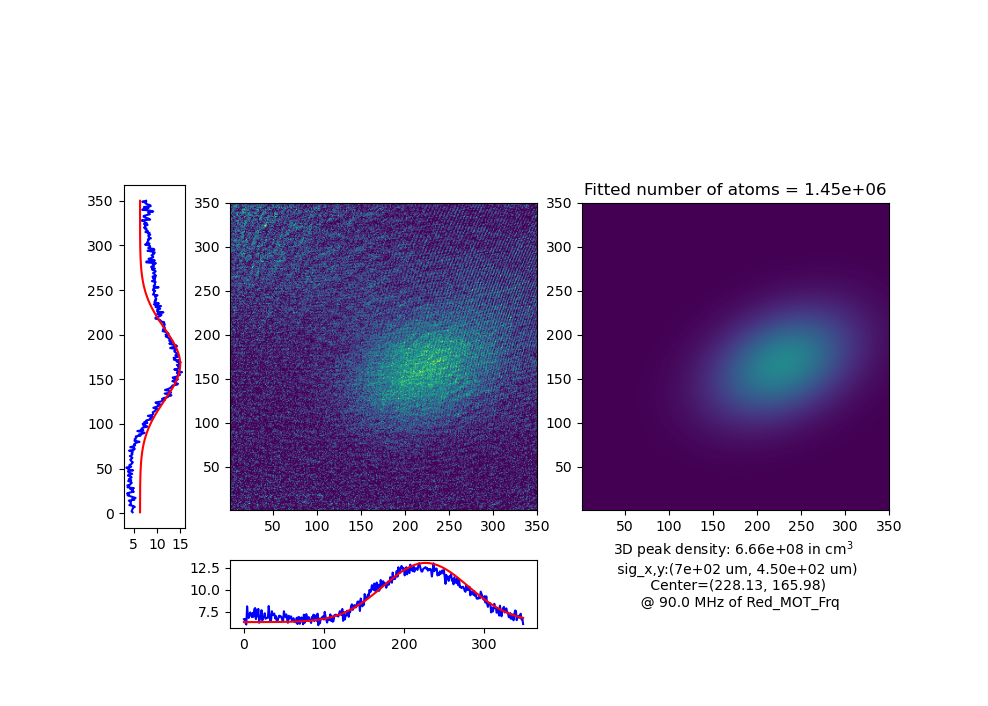 Fitted number of atoms = 1.45e+06
350
300
250
200
150
100
50
0
5 10 15
350
300
250
200
150
100
50
50 100 150 200 250 300 350
350
300
250
200
150
100
50
50 100 150 200 250 300 350
3D peak density: 6.66e+08 in cm³
sig_x,y:(7e+02 um, 4.50e+02 um)
Center=(228.13, 165.98)
@ 90.0 MHz of Red_MOT_Frq
12.5
10.0
7.5
0 100 200 300